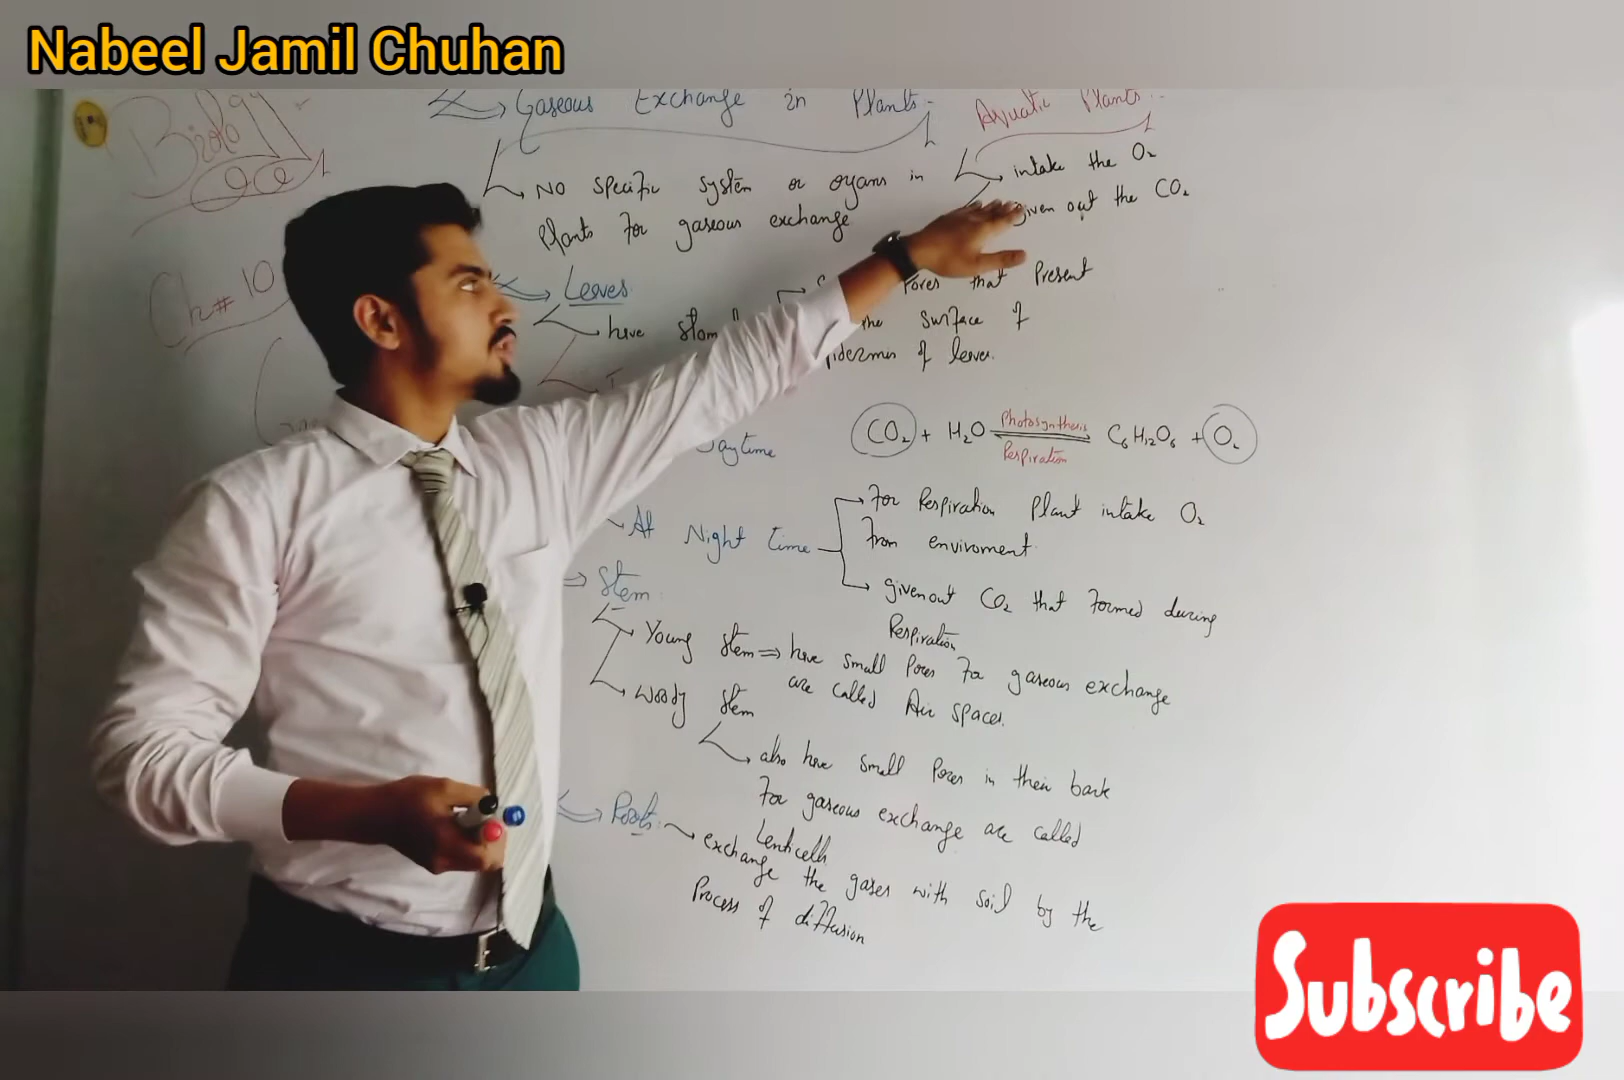 Nabeel Jamil Chuhan
Biology
Ch# 10
Gaseous Exchange in Plants
No specific system or organs in
Plants for gaseous exchange
Aquatic Plants
intake the O₂
given out the CO₂
Leaves
have
Pores that Present
the surface of
of leaves.
Daytime
CO₂ + H₂O Photosynthesis C₆H₁₂O₆ + O₂
Respiration
At Night time
For Respiration Plant intake O₂
From enviroment.
given out CO₂ that formed during
Respiration
Stem
Young stem ⇒ have small Pores for gaseous exchange
are called Air spaces.
Woody stem
also have small Pores in their bark
for gaseous exchange are called
Lenticells
Roots
exchange the gases with soil by the
Process of diffusion
Subscribe